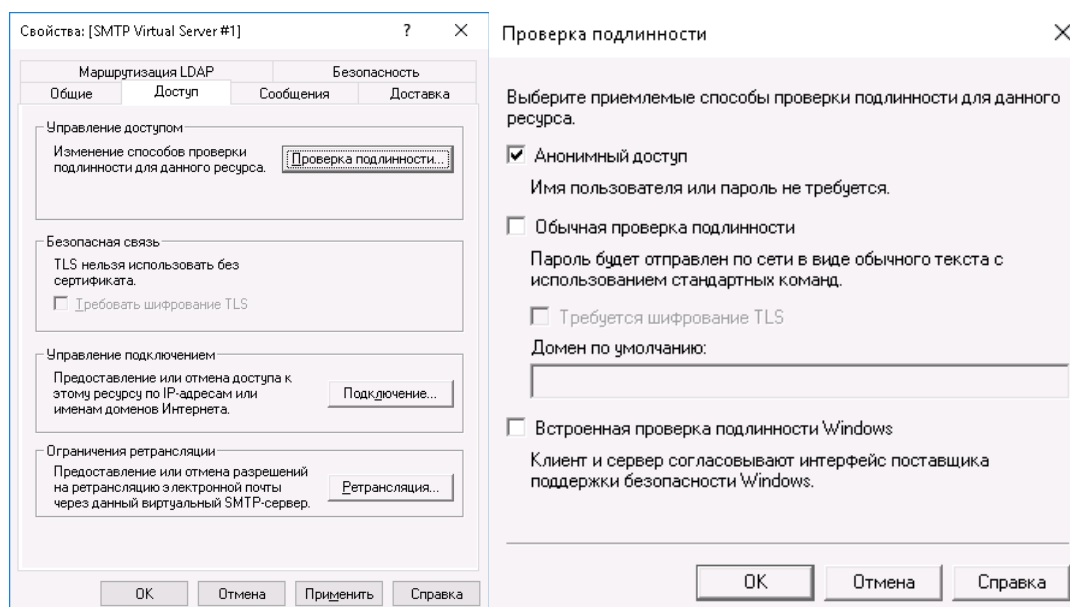 Свойства: [SMTP Virtual Server #1]
Маршрутизация LDAP
Безопасность
Общие
Доступ
Сообщения
Доставка
Управление доступом
Изменение способов проверки
подлинности для данного ресурса.
Проверка подлинности...
Безопасная связь
TLS нельзя использовать без
сертификата.
Требовать шифрование TLS
Управление подключением
Предоставление или отмена доступа к
этому ресурсу по IP-адресам или
именам доменов Интернета.
Подключение...
Ограничения ретрансляции
Предоставление или отмена разрешений
на ретрансляцию электронной почты
через данный виртуальный SMTP-сервер.
Ретрансляция...
OK
Отмена
Применить
Справка
Проверка подлинности
Выберите приемлемые способы проверки подлинности для данного
ресурса.
Анонимный доступ
Имя пользователя или пароль не требуется.
Обычная проверка подлинности
Пароль будет отправлен по сети в виде обычного текста с
использованием стандартных команд.
Требуется шифрование TLS
Домен по умолчанию:
Встроенная проверка подлинности Windows
Клиент и сервер согласовывают интерфейс поставщика
поддержки безопасности Windows.
OK
Отмена
Справка